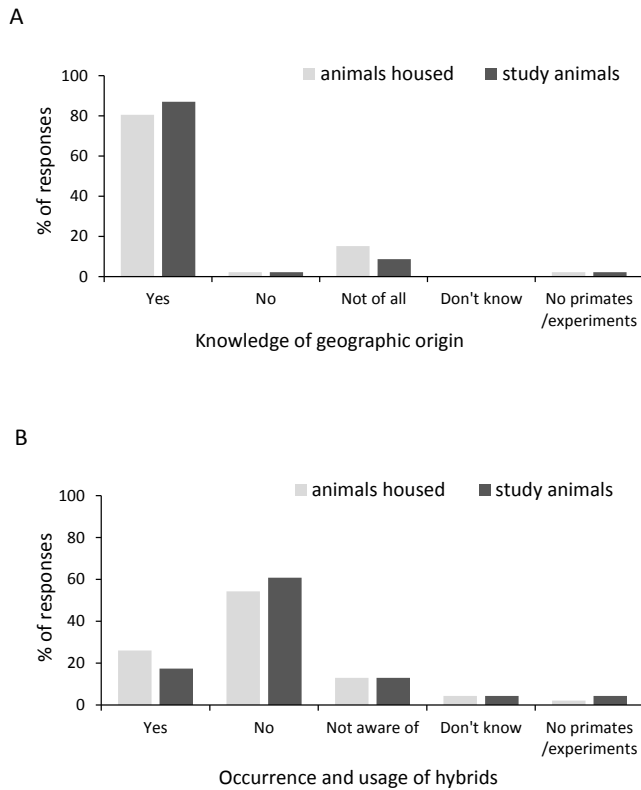 A
animals housed study animals
100
80
60
40
20
0
% of responses
Yes No Not of all Don't know No primates
/experiments
Knowledge of geographic origin
B
animals housed study animals
100
80
60
40
20
0
% of responses
Yes No Not aware of Don't know No primates
/experiments
Occurrence and usage of hybrids